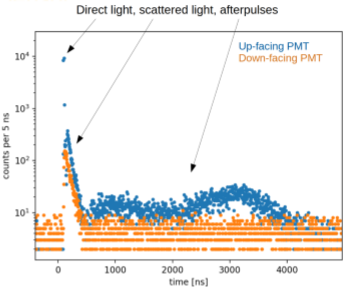 Direct light, scattered light, afterpulses
Up-facing PMT
Down-facing PMT
10⁴
10³
10²
10¹
counts per 5 ns
0 1000 2000 3000 4000
time [ns]